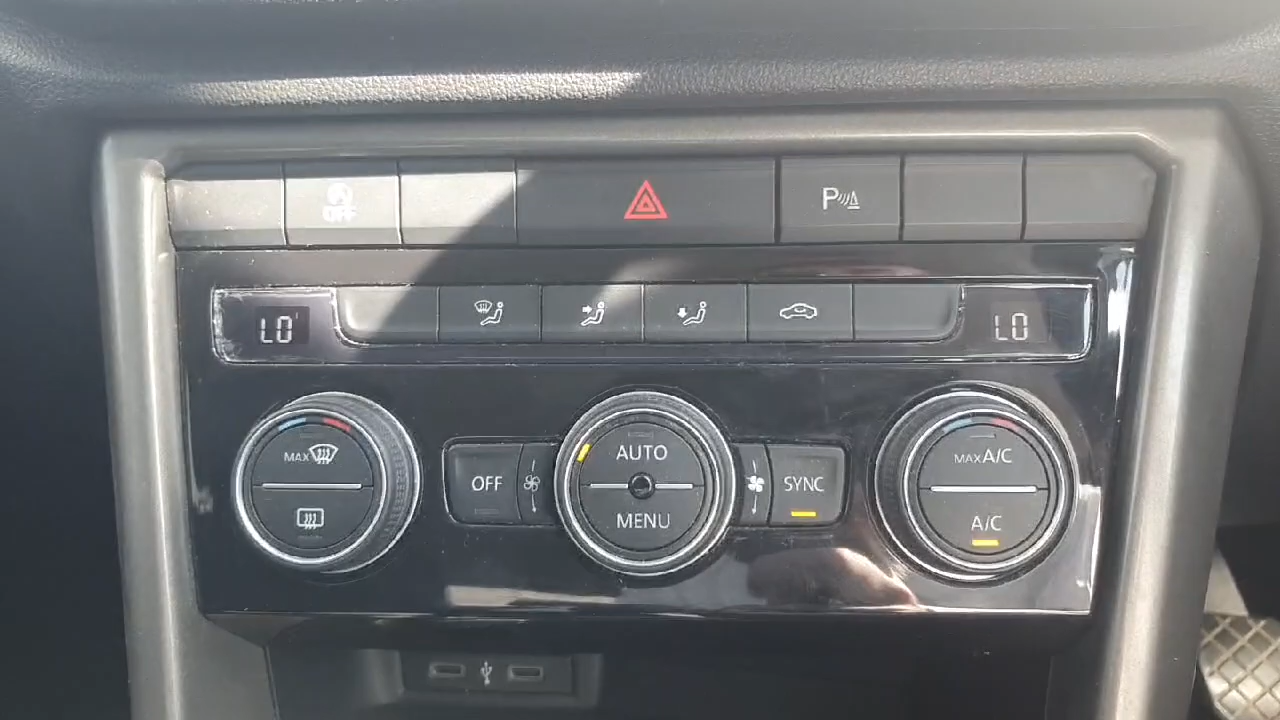 OFF
P
LO
LO
MAX
OFF
AUTO
MENU
SYNC
MAX A/C
A/C